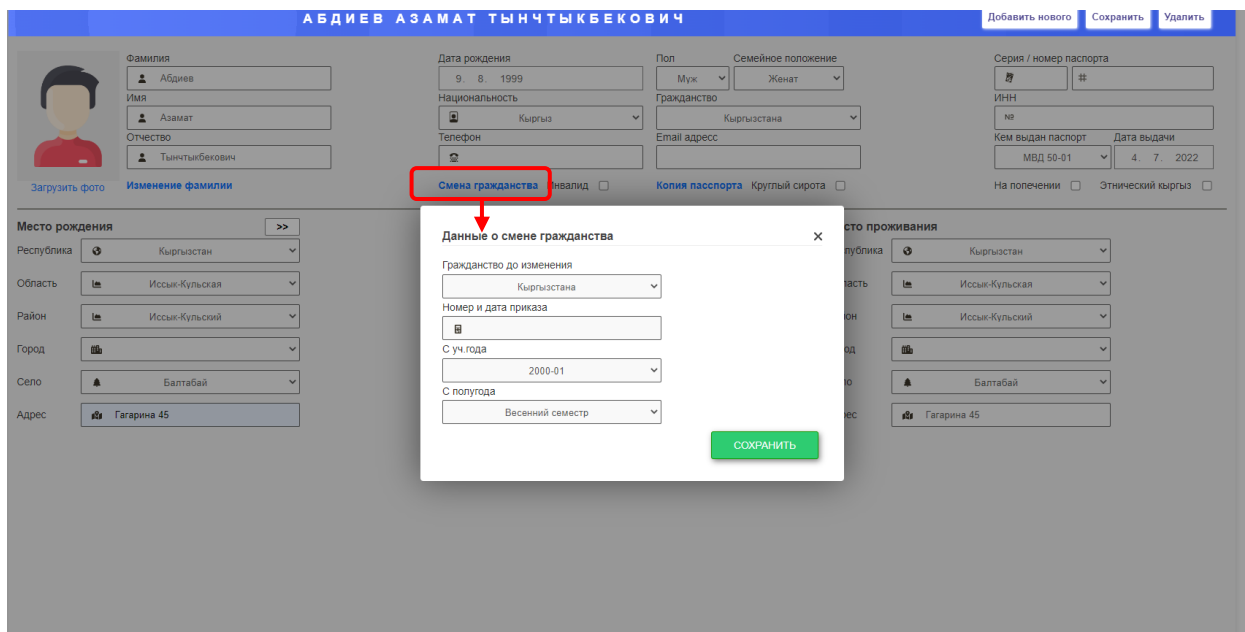 АБДИЕВ АЗАМАТ ТЫНЧТЫКБЕКОВИЧ
Добавить нового Сохранить Удалить
Фамилия Дата рождения Пол Семейное положение Серия / номер паспорта
Абдиев 9. 8. 1999 Муж Женат #
Имя Национальность Гражданство ИНН
Азамат Кыргыз Кыргызстана №
Отчество Телефон Email адресс Кем выдан паспорт Дата выдачи
Тынчтыкбекович МВД 50-01 4. 7. 2022
Загрузить фото Изменение фамилии Смена гражданства Инвалид Копия пасспорта Круглый сирота На попечении Этнический кыргыз
Место рождения >>
Республика Кыргызстан
Область Иссык-Кульская
Район Иссык-Кульский
Город
Село Балтабай
Адрес Гагарина 45
Данные о смене гражданства ×
Гражданство до изменения
Кыргызстана
Номер и дата приказа
С уч.года
2000-01
С полугода
Весенний семестр
СОХРАНИТЬ
сто проживания
публика Кыргызстан
ласть Иссык-Кульская
он Иссык-Кульский
од
ло Балтабай
ес Гагарина 45